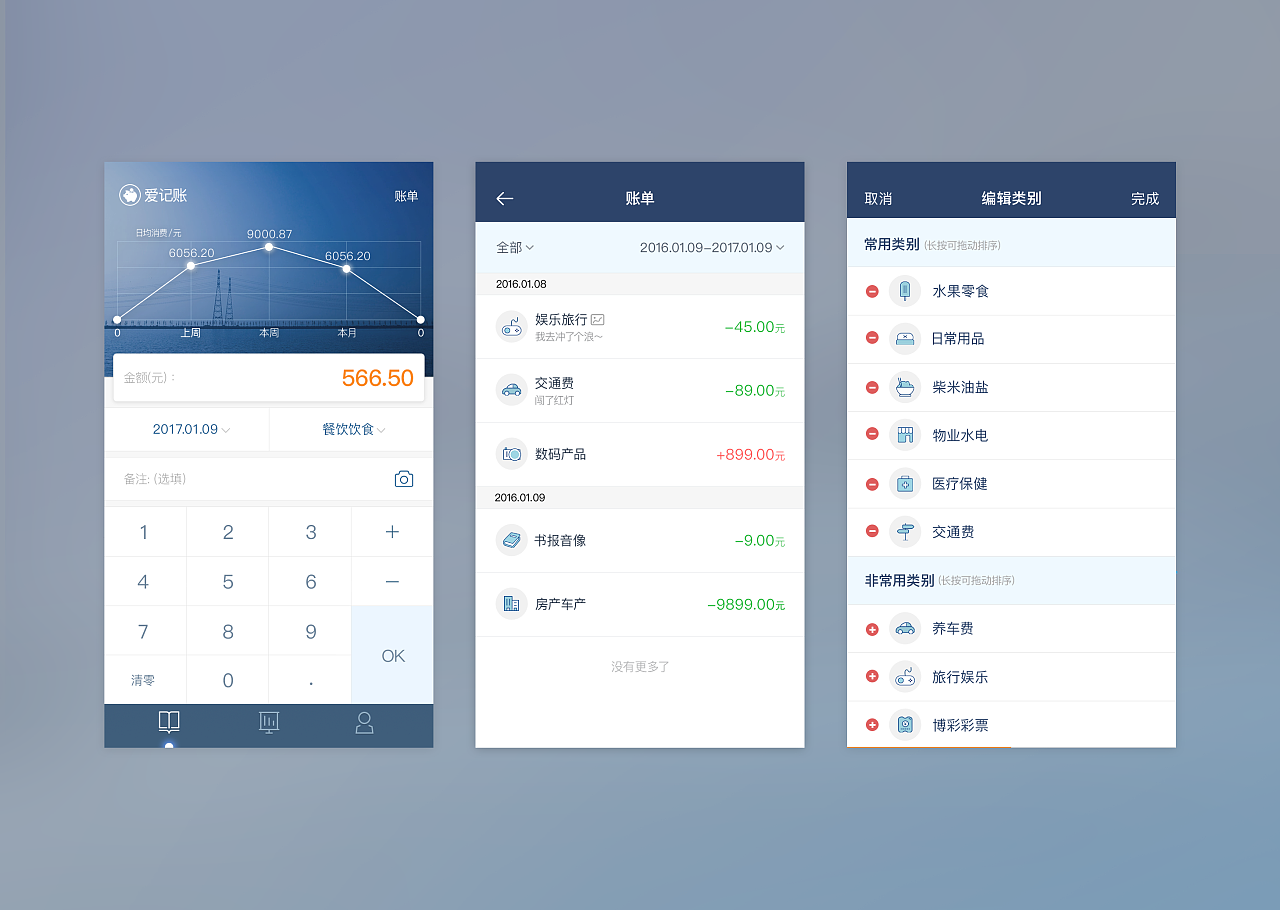 爱记账
账单
日均消费/元
6056.20
9000.87
6056.20
0
上周
本周
本月
0
金额(元)：
566.50
2017.01.09
餐饮饮食
备注: (选填)
1 2 3 +
4 5 6 −
7 8 9
OK
清零 0 .
账单
全部
2016.01.09−2017.01.09
2016.01.08
娱乐旅行
我去冲了个浪～
−45.00元
交通费
闯了红灯
−89.00元
数码产品
+899.00元
2016.01.09
书报音像
−9.00元
房产车产
−9899.00元
没有更多了
取消
编辑类别
完成
常用类别 (长按可拖动排序)
水果零食
日常用品
柴米油盐
物业水电
医疗保健
交通费
非常用类别 (长按可拖动排序)
养车费
旅行娱乐
博彩彩票